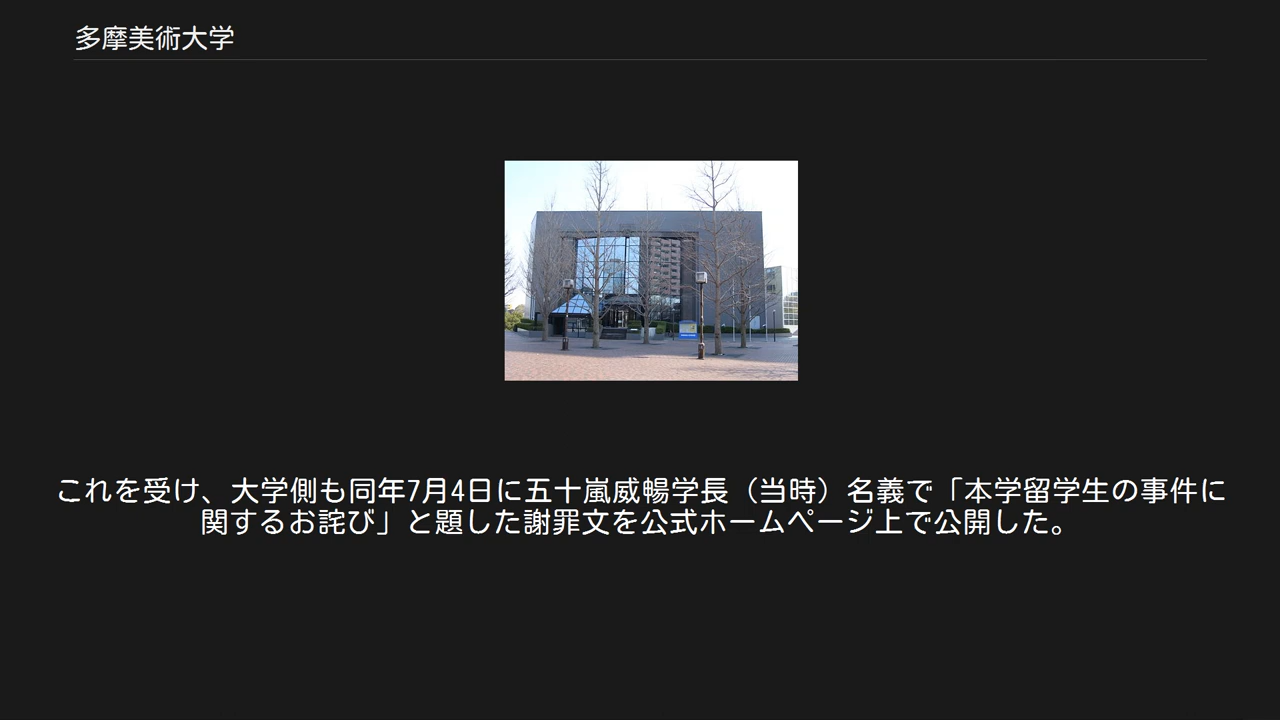 多摩美術大学
これを受け、大学側も同年7月4日に五十嵐威暢学長（当時）名義で「本学留学生の事件に
関するお詫び」と題した謝罪文を公式ホームページ上で公開した。